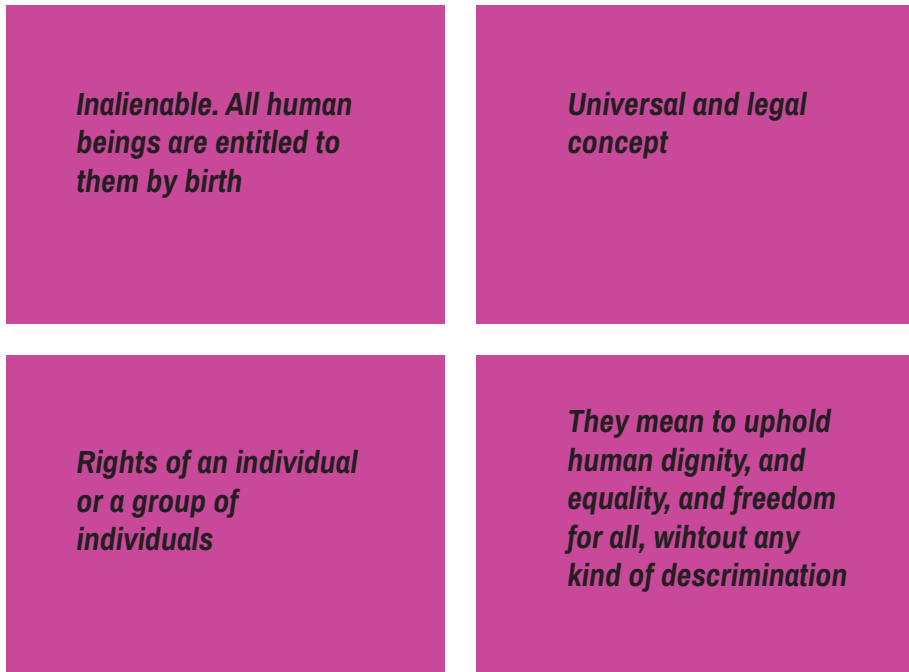 Inalienable. All human
beings are entitled to
them by birth
Universal and legal
concept
Rights of an individual
or a group of
individuals
They mean to uphold
human dignity, and
equality, and freedom
for all, wihtout any
kind of descrimination